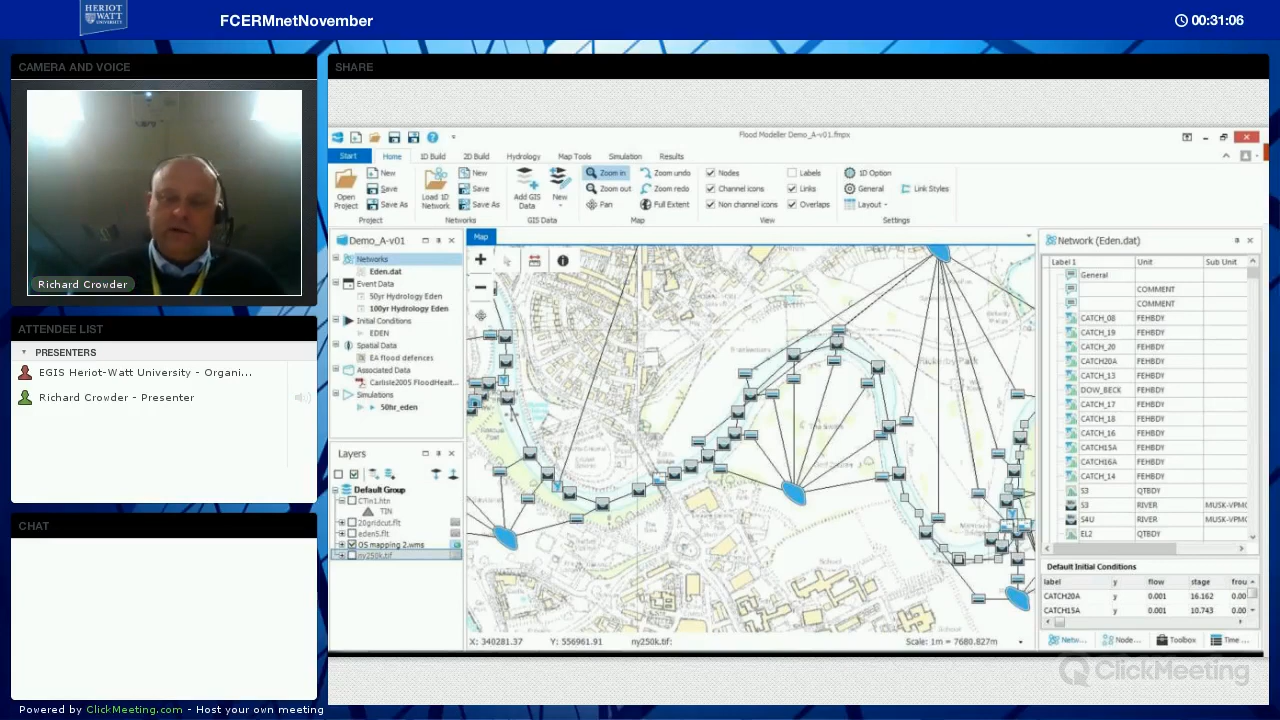 HERIOT
WATT
UNIVERSITY
FCERMnetNovember
00:31:06
CAMERA AND VOICE
Richard Crowder
ATTENDEE LIST
PRESENTERS
EGIS Heriot-Watt University - Organi...
Richard Crowder - Presenter
CHAT
Powered by ClickMeeting.com - Host your own meeting
SHARE
Flood Modeller Demo_A-v01.fmpx
Start Home 1D Build 2D Build Hydrology Map Tools Simulation Results
Open Project
New
Save
Save As
Project
Load 1D Network
New
Save
Save As
Networks
Add GIS Data
New
GIS Data
Zoom in
Zoom out
Pan
Zoom undo
Zoom redo
Full Extent
Map
Nodes
Channel icons
Non channel icons
Labels
Links
Overlaps
View
1D Option
General
Layout
Link Styles
Settings
Demo_A-v01
Networks
Eden.dat
Event Data
50yr Hydrology Eden
100yr Hydrology Eden
Initial Conditions
EDEN
Spatial Data
EA flood defences
Associated Data
Carlisle2005 FloodHealt...
Simulations
50hr_eden
Layers
Default Group
CTin1.htn
TIN
20gridcut.flt
edenS.flt
OS mapping 2.wms
ny250k.tif
Map
X: 340281.37 Y: 556961.91 ny250k.tif: Scale: 1m = 7680.827m
Network (Eden.dat)
Label 1 Unit Sub Unit
General
COMMENT
COMMENT
CATCH_08 FEHBDY
CATCH_19 FEHBDY
CATCH_20 FEHBDY
CATCH20A FEHBDY
CATCH_13 FEHBDY
DOW_BECK FEHBDY
CATCH_17 FEHBDY
CATCH_18 FEHBDY
CATCH_16 FEHBDY
CATCH15A FEHBDY
CATCH_15 FEHBDY
CATCH16A FEHBDY
CATCH_14 FEHBDY
S3 QTBDY
S3 RIVER MUSK-VPMC
S4U RIVER MUSK-VPMC
EL2 QTBDY
Default Initial Conditions
label y flow stage frou
CATCH20A y 0.001 16.162 0.00
CATCH15A y 0.001 10.743 0.00
Netw... Node... Toolbox Time ...
ClickMeeting